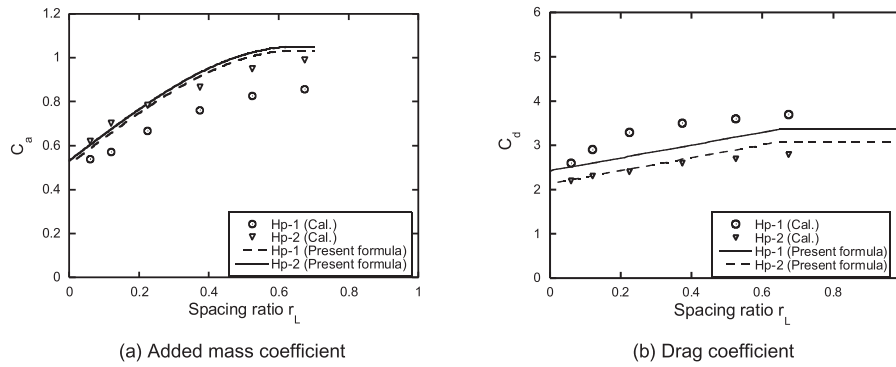 1.2
1
0.8
0.6
0.4
0.2
0
C_a
Hp-1 (Cal.)
Hp-2 (Cal.)
Hp-1 (Present formula)
Hp-2 (Present formula)
0 0.2 0.4 0.6 0.8 1
Spacing ratio r_L
(a) Added mass coefficient
6
5
4
3
2
1
0
C_d
Hp-1 (Cal.)
Hp-2 (Cal.)
Hp-1 (Present formula)
Hp-2 (Present formula)
0 0.2 0.4 0.6 0.8
Spacing ratio r_L
(b) Drag coefficient